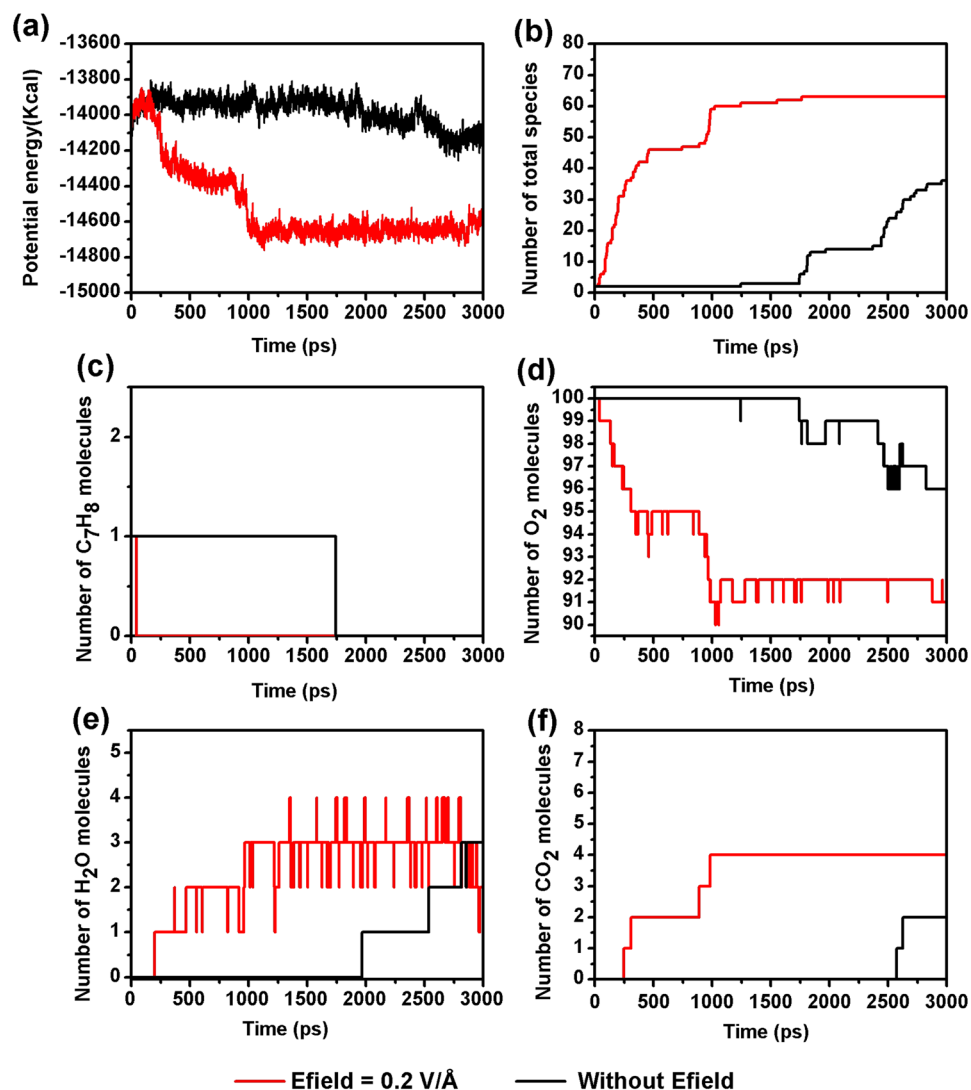 (a)
Potential energy(Kcal)
-13600
-13800
-14000
-14200
-14400
-14600
-14800
-15000
0 500 1000 1500 2000 2500 3000
Time (ps)
(b)
Number of total species
80
70
60
50
40
30
20
10
0
0 500 1000 1500 2000 2500 3000
Time (ps)
(c)
Number of C7H8 molecules
2
1
0
0 500 1000 1500 2000 2500 3000
Time (ps)
(d)
Number of O2 molecules
100
99
98
97
96
95
94
93
92
91
90
0 500 1000 1500 2000 2500 3000
Time (ps)
(e)
Number of H2O molecules
5
4
3
2
1
0
0 500 1000 1500 2000 2500 3000
Time (ps)
(f)
Number of CO2 molecules
8
7
6
5
4
3
2
1
0
0 500 1000 1500 2000 2500 3000
Time (ps)
Efield = 0.2 V/Å Without Efield